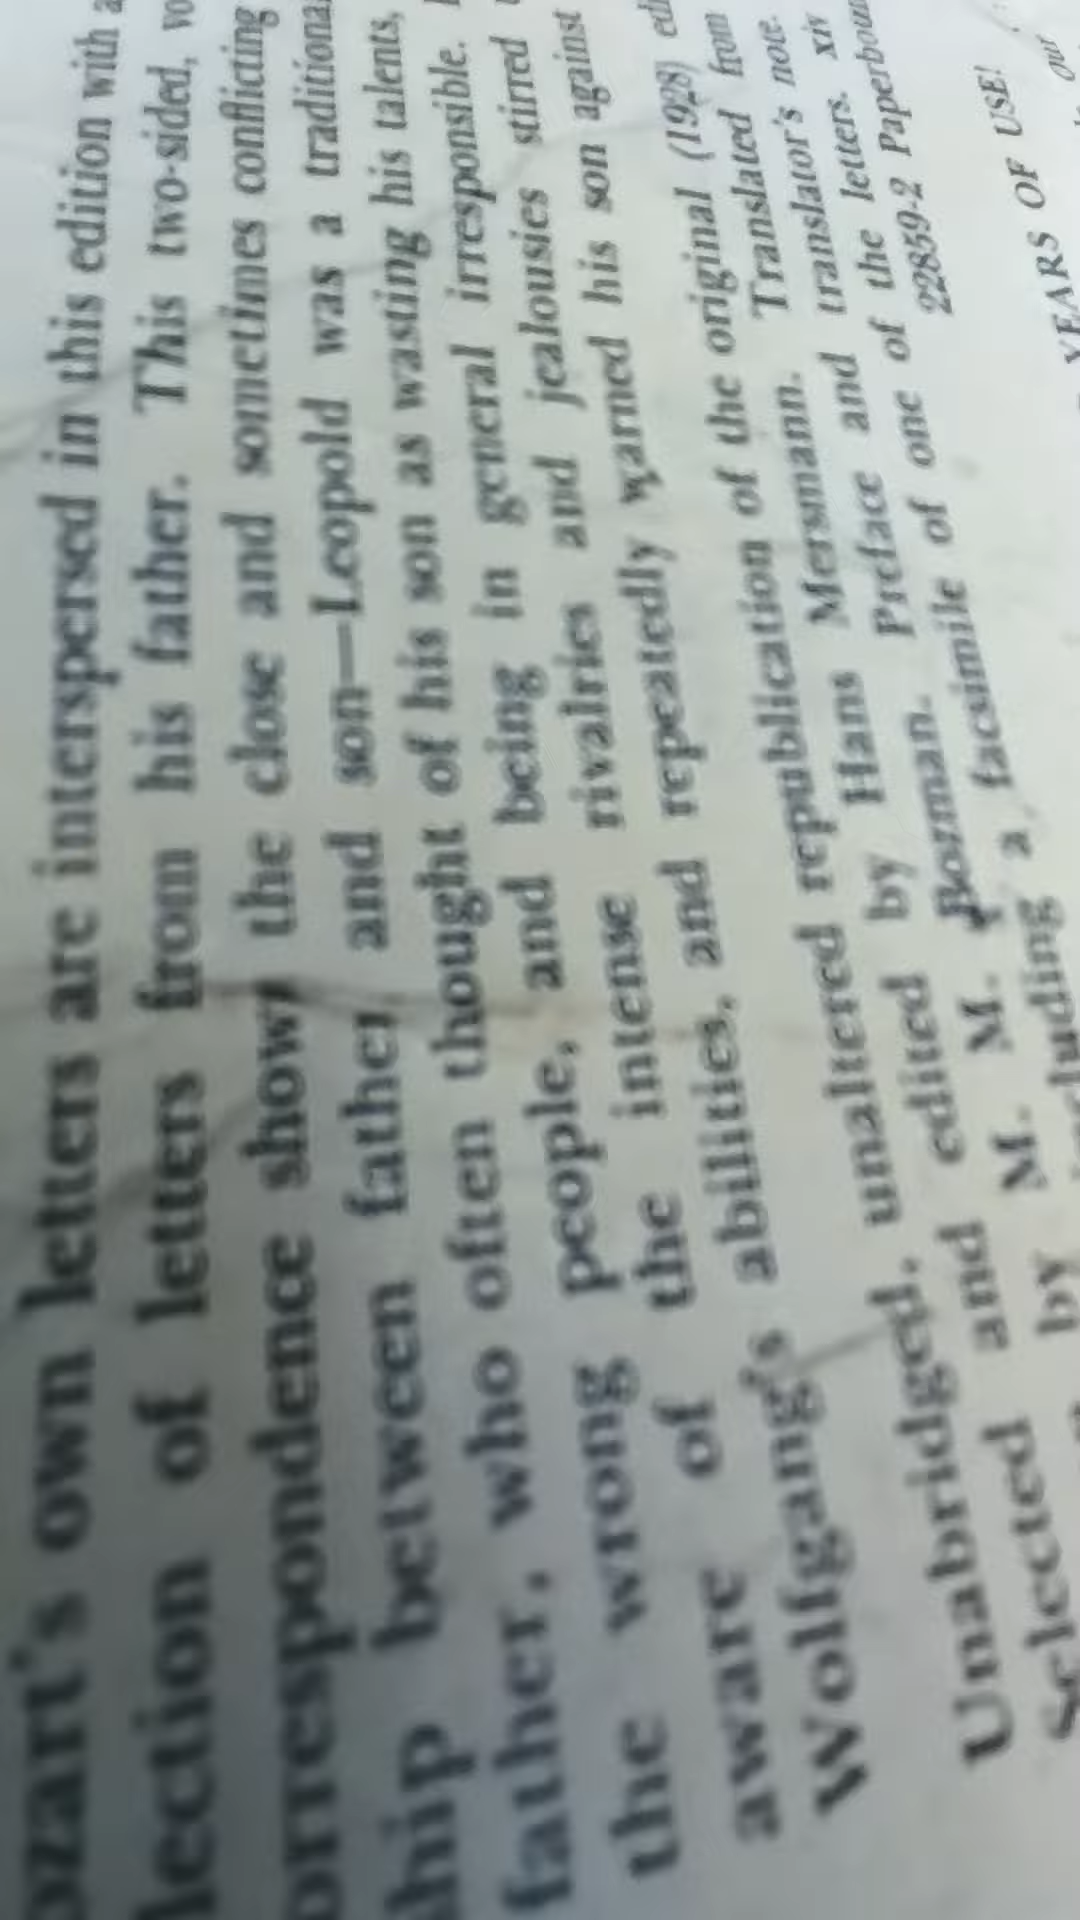 ozart's own letters are interspersed in this edition with a
lection of letters from his father. This two-sided,
orrespondence show the close and sometimes conflicting
hip between father and son—Leopold was a traditiona
father, who often thought of his son as wasting his talents,
the wrong people, and being in general irresponsible.
aware of the intense rivalries and jealousies stirred
Wolfgang's abilities, and repeatedly warned his son against
Unabridged, unaltered republication of the original (1928) edi
Selected and edited by Hans Mersmann. Translated from
by M. M. Bozman. Preface and translator's note.
including a facsimile of one of the letters. xiv
22859-2 Paperboun
YEARS OF USE!
our